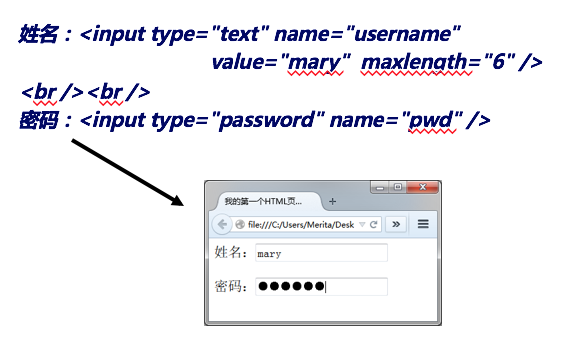 姓名：<input type="text" name="username"
value="mary" maxlength="6" />
<br /><br />
密码：<input type="password" name="pwd" />
我的第一个HTML页...
file:///C:/Users/Merita/Desk
姓名： mary
密码： ●●●●●●